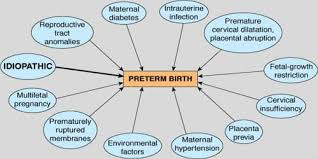 Maternal
diabetes
Intrauterine
infection
Premature
cervical dilatation,
placental abruption
Reproductive
tract
anomalies
IDIOPATHIC
PRETERM BIRTH
Fetal-growth
restriction
Multifetal
pregnancy
Cervical
insufficiency
Prematurely
ruptured
membranes
Environmental
factors
Maternal
hypertension
Placenta
previa